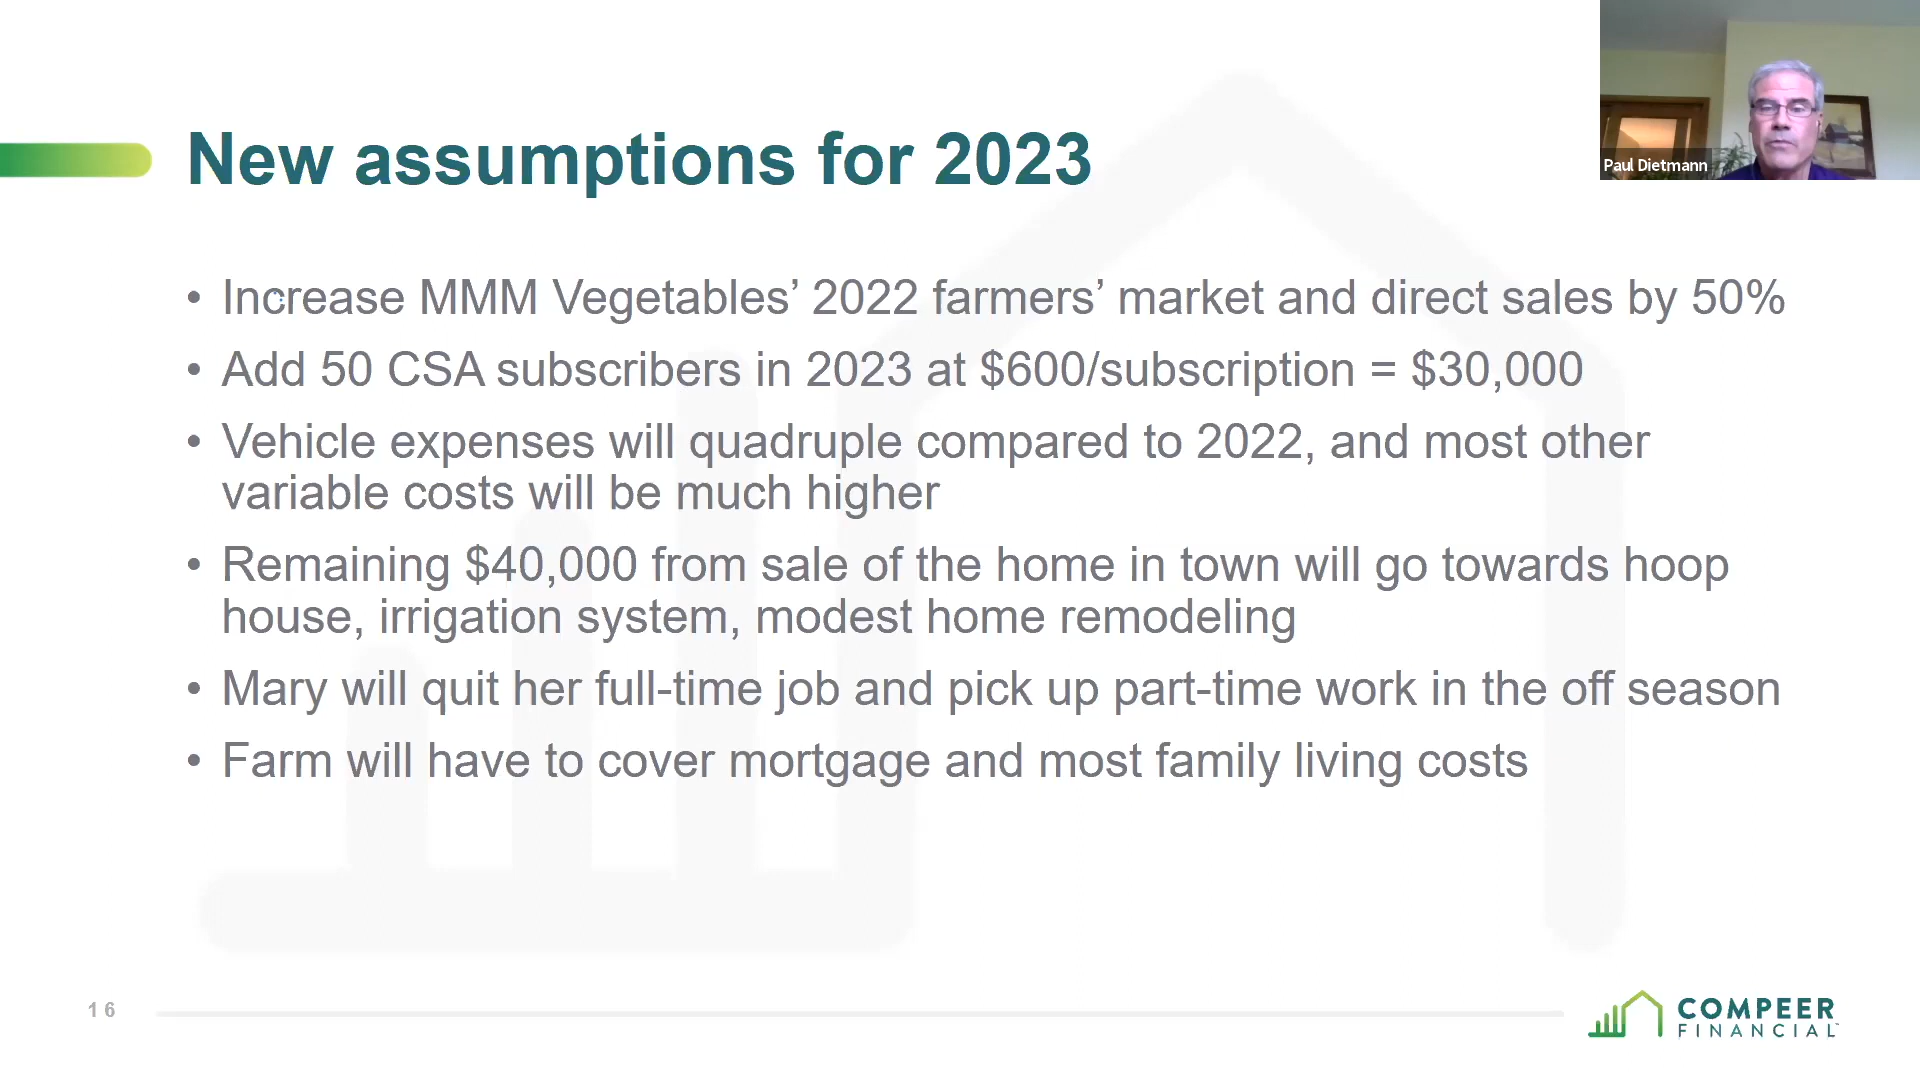 New assumptions for 2023
Paul Dietmann
• Increase MMM Vegetables’ 2022 farmers’ market and direct sales by 50%
• Add 50 CSA subscribers in 2023 at $600/subscription = $30,000
• Vehicle expenses will quadruple compared to 2022, and most other
variable costs will be much higher
• Remaining $40,000 from sale of the home in town will go towards hoop
house, irrigation system, modest home remodeling
• Mary will quit her full-time job and pick up part-time work in the off season
• Farm will have to cover mortgage and most family living costs
16
COMPEER
FINANCIAL™